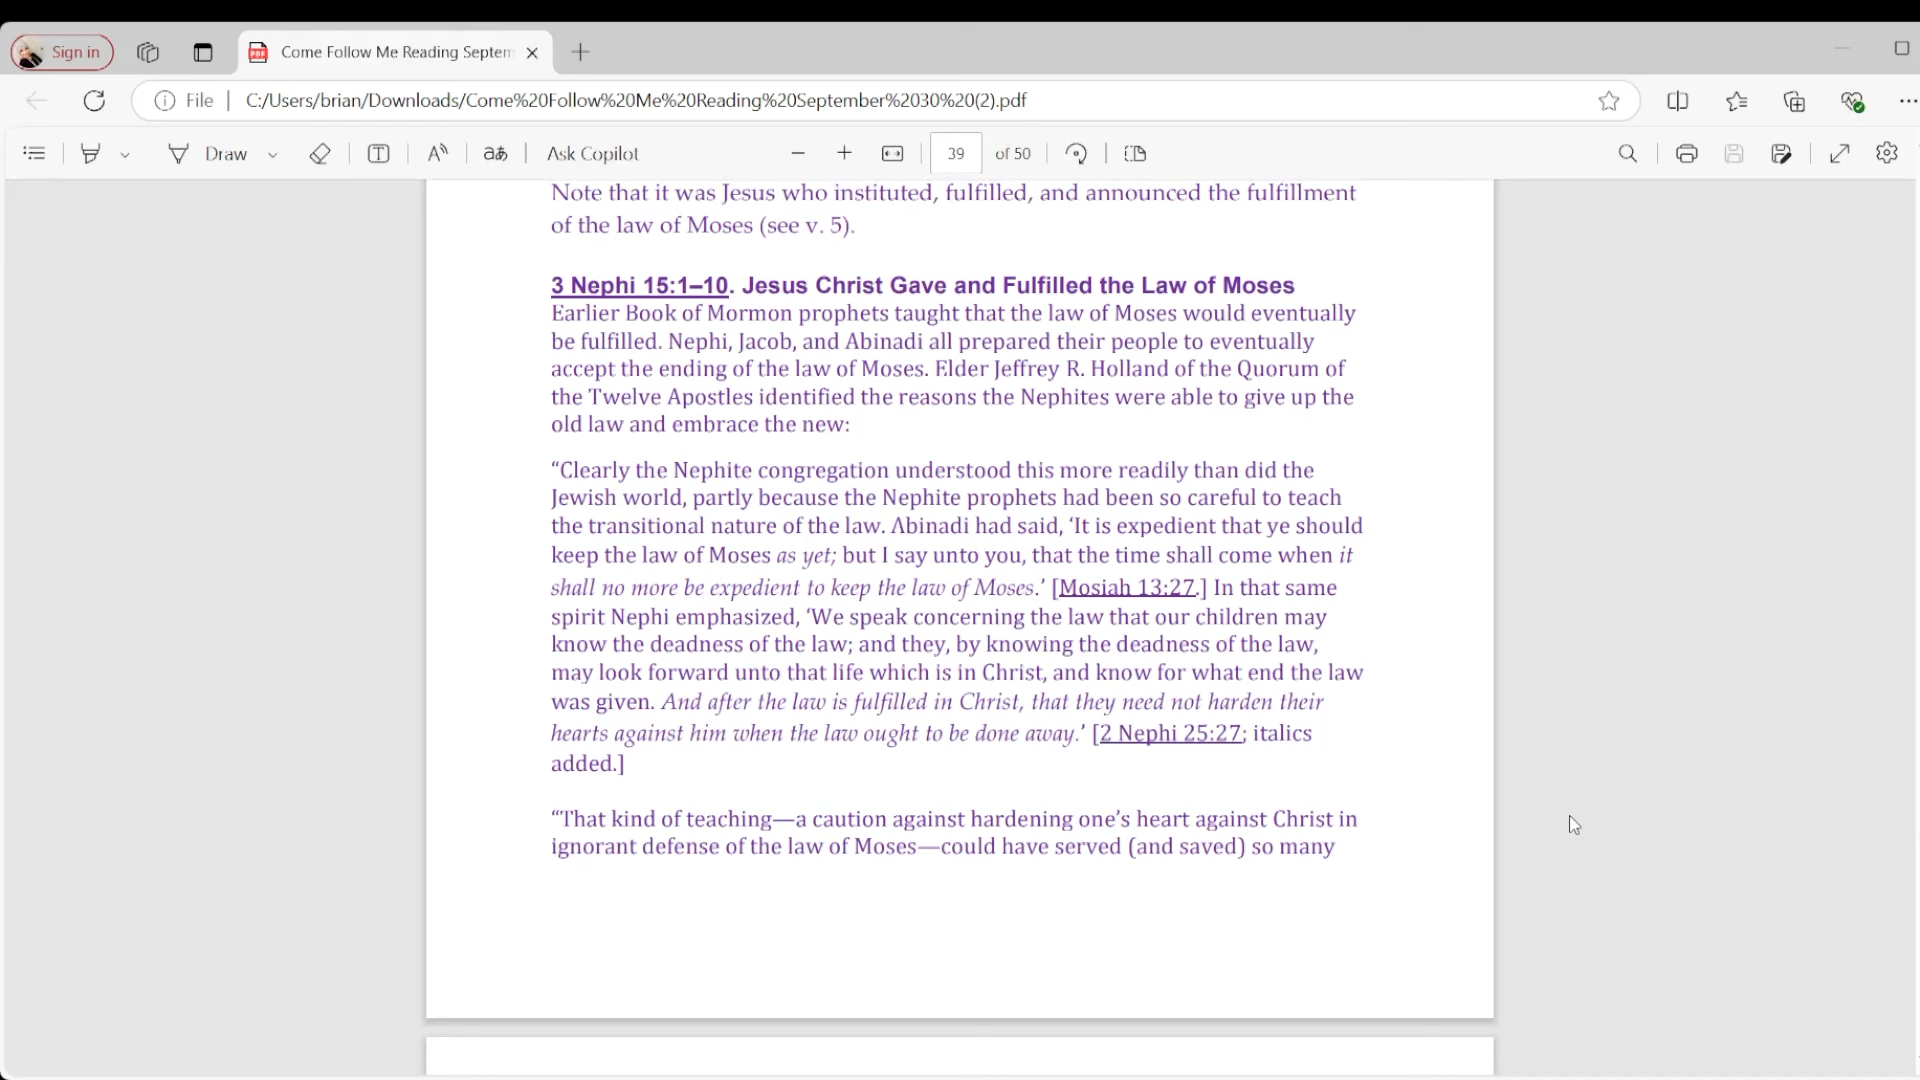 Sign in
Come Follow Me Reading Septem
File
C:/Users/brian/Downloads/Come%20Follow%20Me%20Reading%20September%2030%20(2).pdf
Draw
aあ
Ask Copilot
39 of 50
Note that it was Jesus who instituted, fulfilled, and announced the fulfillment
of the law of Moses (see v. 5).
3 Nephi 15:1–10. Jesus Christ Gave and Fulfilled the Law of Moses
Earlier Book of Mormon prophets taught that the law of Moses would eventually
be fulfilled. Nephi, Jacob, and Abinadi all prepared their people to eventually
accept the ending of the law of Moses. Elder Jeffrey R. Holland of the Quorum of
the Twelve Apostles identified the reasons the Nephites were able to give up the
old law and embrace the new:
“Clearly the Nephite congregation understood this more readily than did the
Jewish world, partly because the Nephite prophets had been so careful to teach
the transitional nature of the law. Abinadi had said, ‘It is expedient that ye should
keep the law of Moses as yet; but I say unto you, that the time shall come when it
shall no more be expedient to keep the law of Moses.’ [Mosiah 13:27.] In that same
spirit Nephi emphasized, ‘We speak concerning the law that our children may
know the deadness of the law; and they, by knowing the deadness of the law,
may look forward unto that life which is in Christ, and know for what end the law
was given. And after the law is fulfilled in Christ, that they need not harden their
hearts against him when the law ought to be done away.’ [2 Nephi 25:27; italics
added.]
“That kind of teaching—a caution against hardening one’s heart against Christ in
ignorant defense of the law of Moses—could have served (and saved) so many